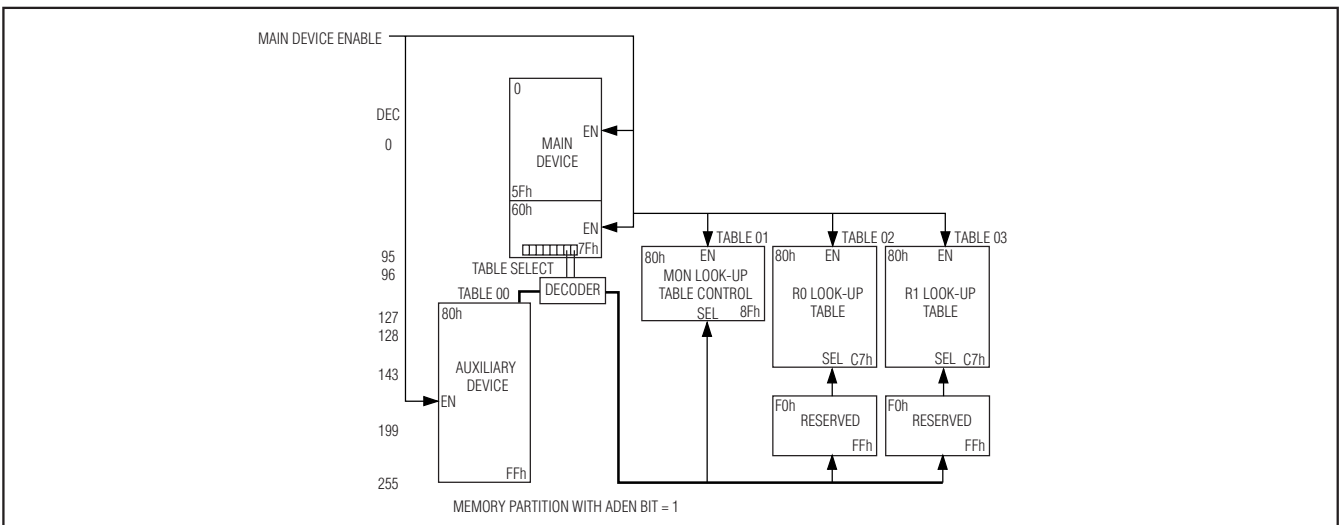 MAIN DEVICE ENABLE
DEC
0
95
96
127
128
143
199
255
0
EN
MAIN
DEVICE
5Fh
60h
EN
7Fh
TABLE SELECT
DECODER
TABLE 00
80h
AUXILIARY
DEVICE
EN
FFh
TABLE 01
80h
EN
MON LOOK-UP
TABLE CONTROL
SEL
8Fh
TABLE 02
80h
EN
R0 LOOK-UP
TABLE
SEL
C7h
F0h
RESERVED
FFh
TABLE 03
80h
EN
R1 LOOK-UP
TABLE
SEL
C7h
F0h
RESERVED
FFh
MEMORY PARTITION WITH ADEN BIT = 1